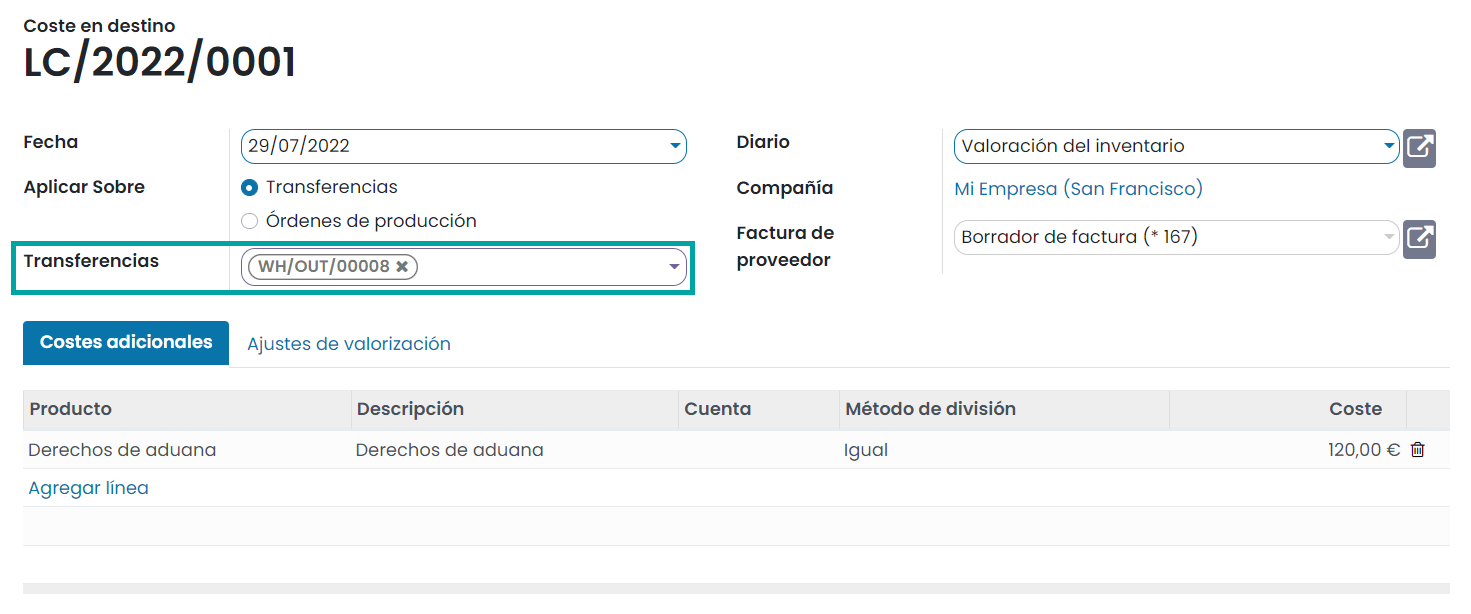 Coste en destino
LC/2022/0001
Fecha
29/07/2022
Aplicar Sobre
Transferencias
Órdenes de producción
Transferencias
WH/OUT/00008
Diario
Valoración del inventario
Compañía
Mi Empresa (San Francisco)
Factura de
proveedor
Borrador de factura (* 167)
Costes adicionales Ajustes de valorización
Producto Descripción Cuenta Método de división Coste
Derechos de aduana Derechos de aduana Igual 120,00 €
Agregar línea